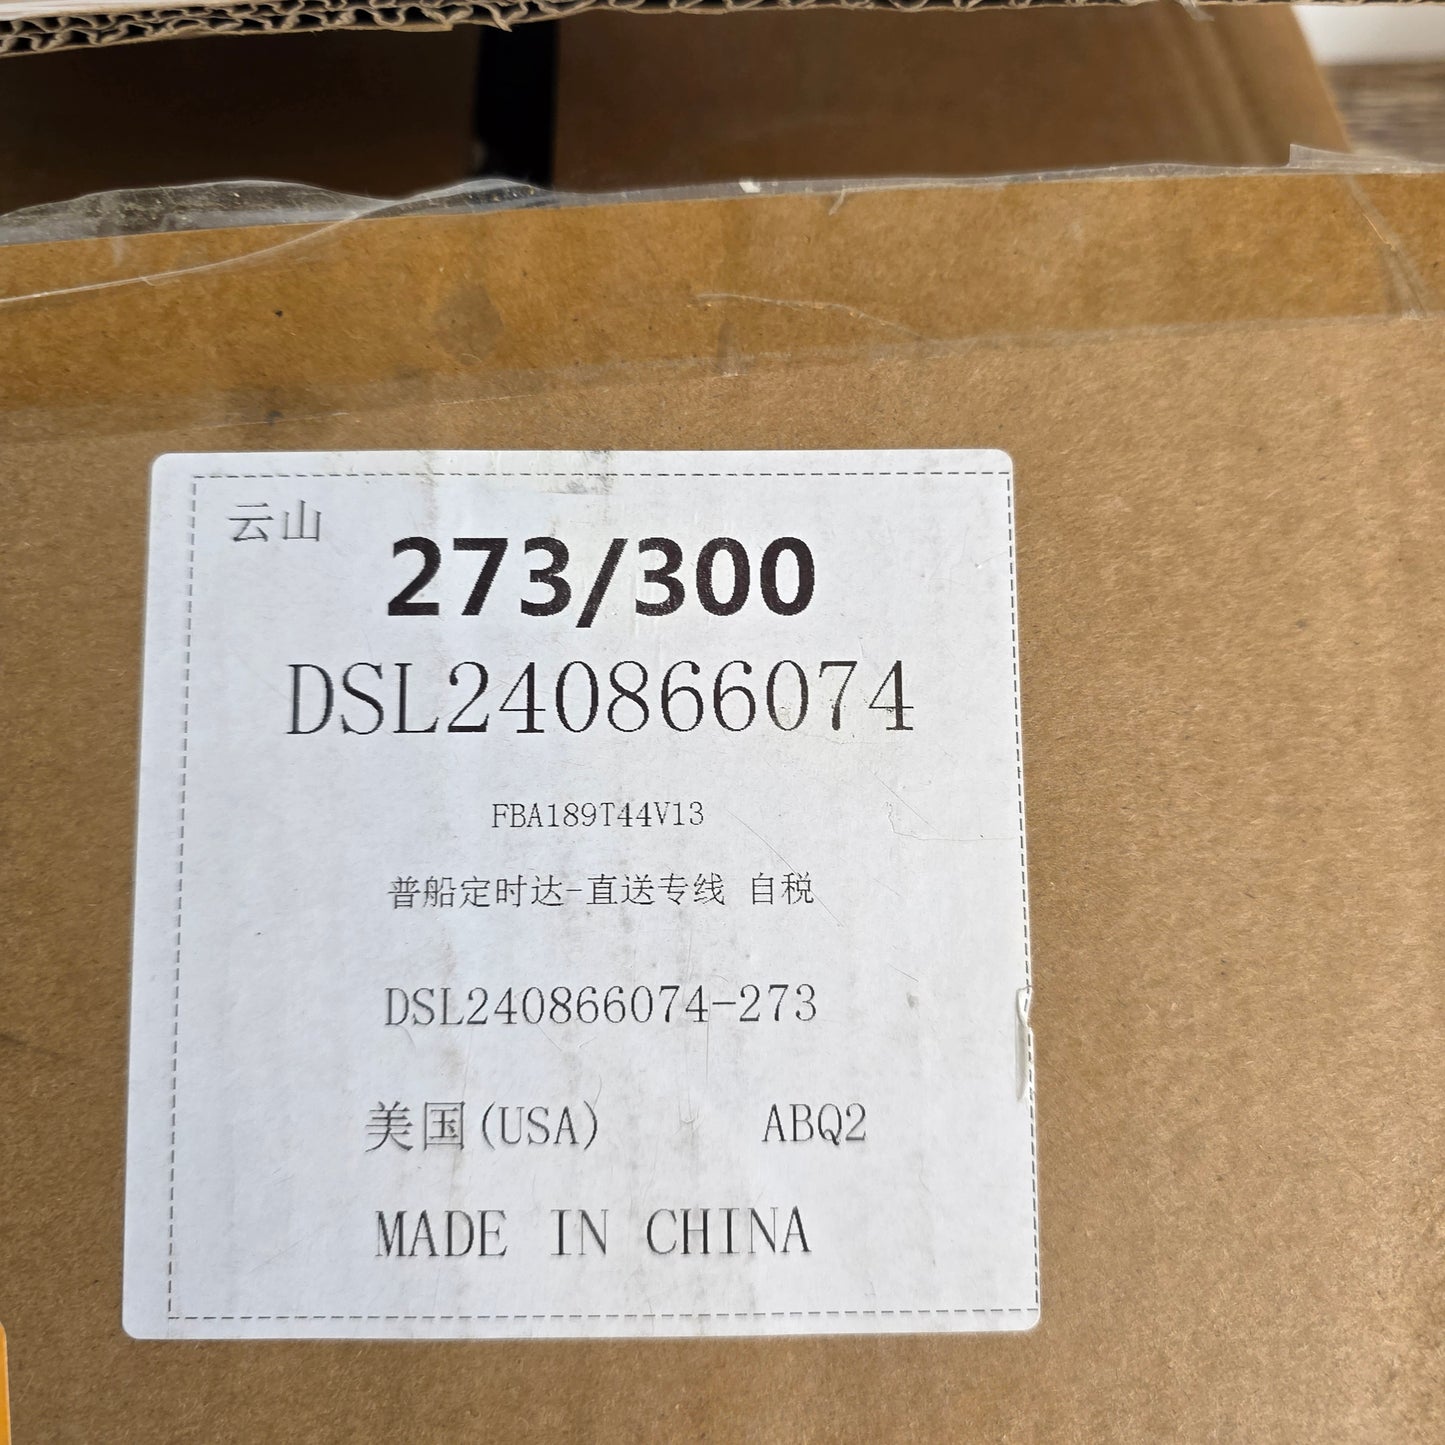 云山
273/300
DSL240866074
FBA189T44V13
普船定时达-直送专线 自税
DSL240866074-273
美国(USA) ABQ2
MADE IN CHINA